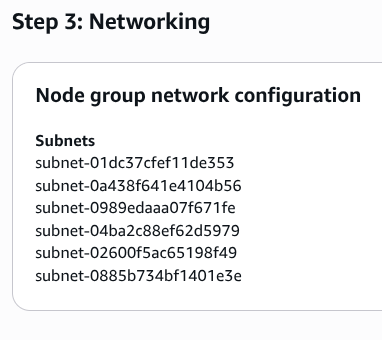 Step 3: Networking
Node group network configuration
Subnets
subnet-01dc37cfef11de353
subnet-0a438f641e4104b56
subnet-0989edaaa07f671fe
subnet-04ba2c88ef62d5979
subnet-02600f5ac65198f49
subnet-0885b734bf1401e3e